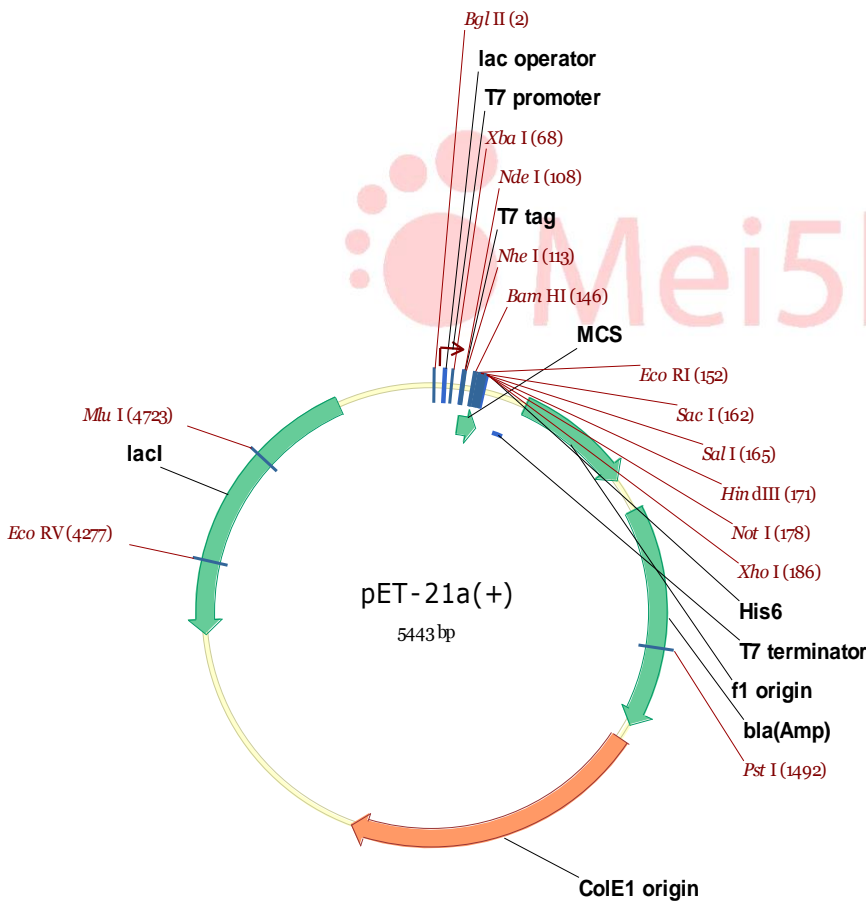 Bgl II (2)
lac operator
T7 promoter
Xba I (68)
Nde I (108)
T7 tag
Nhe I (113)
Bam HI (146)
Mei5
MCS
Eco RI (152)
Sac I (162)
Sal I (165)
Hin dIII (171)
Not I (178)
Xho I (186)
His6
T7 terminator
f1 origin
bla(Amp)
Pst I (1492)
ColE1 origin
Mlu I (4723)
lacI
Eco RV (4277)
pET-21a(+)
5443 bp